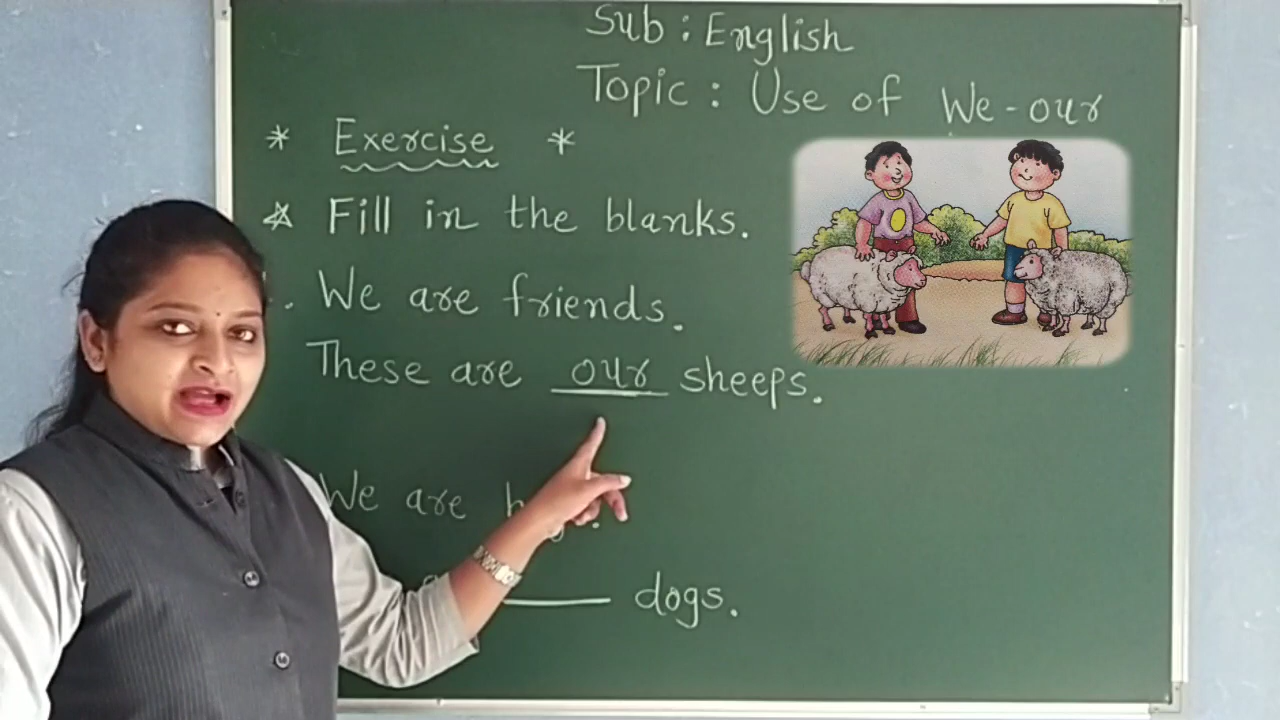 Sub : English
Topic : Use of We - our
* Exercise *
☆ Fill in the blanks.
We are friends.
These are our sheeps.
We are
dogs.